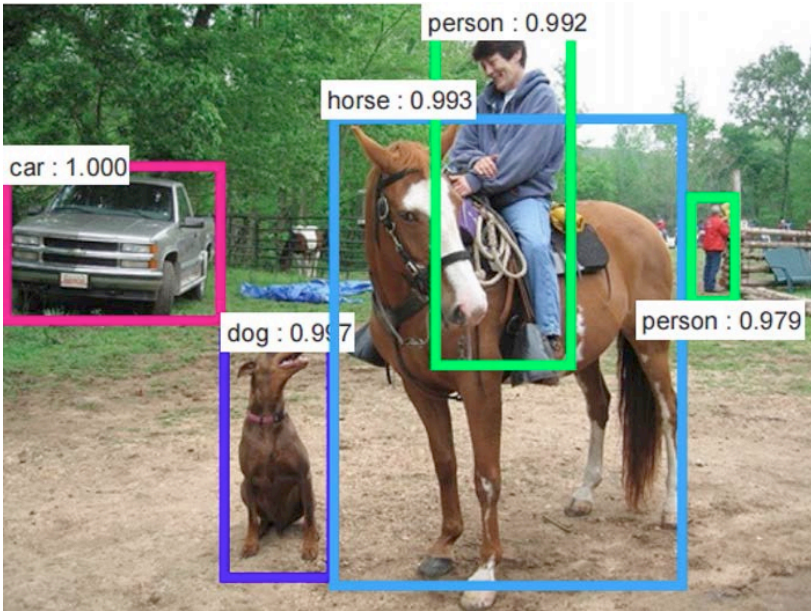 person : 0.992
horse : 0.993
car : 1.000
dog : 0.997
person : 0.979